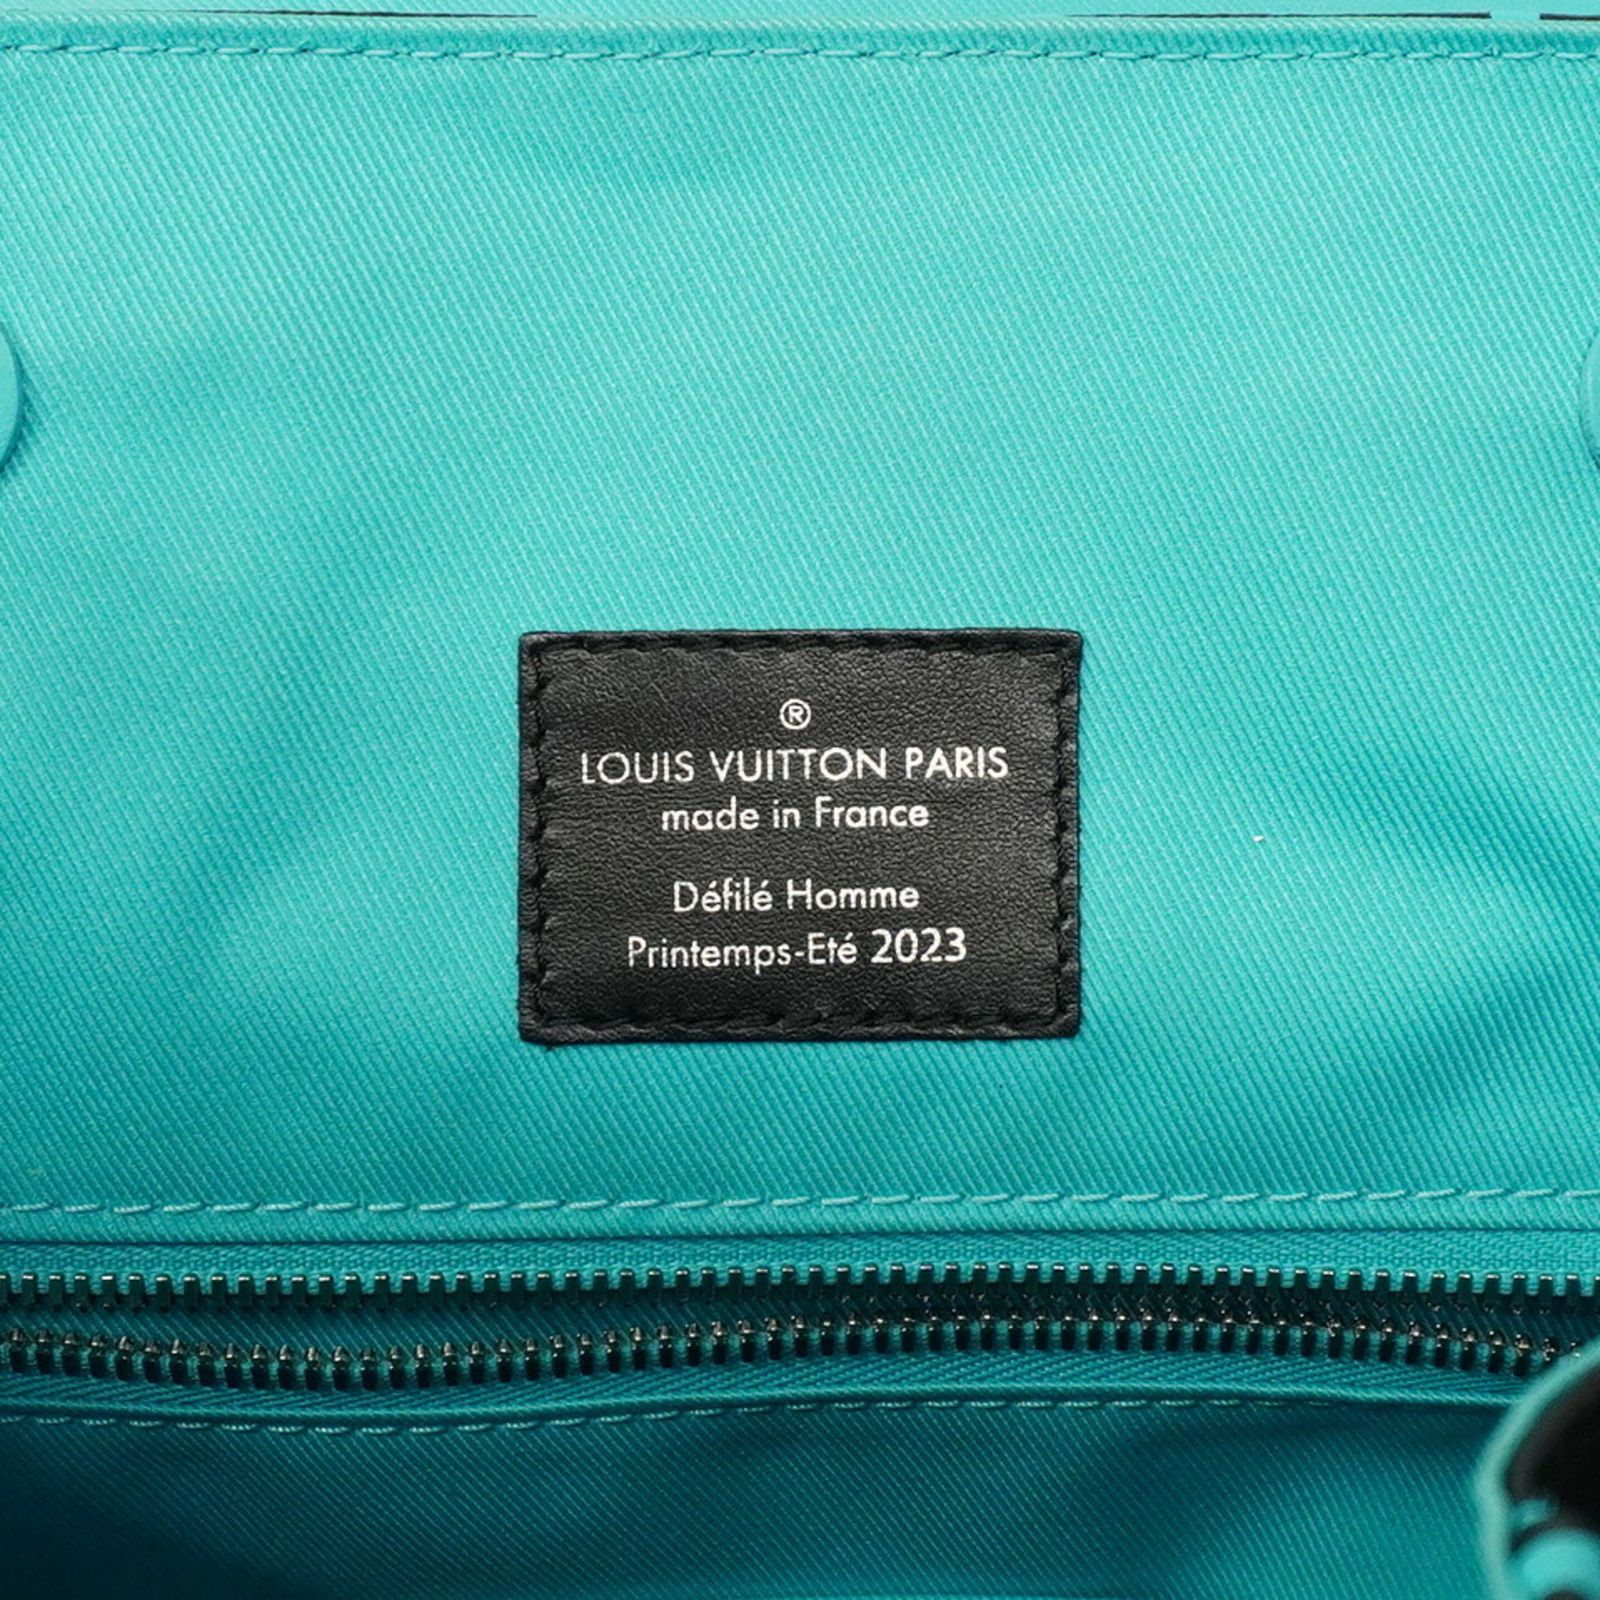 ®
LOUIS VUITTON PARIS
made in France
Défilé Homme
Printemps-Eté 2023